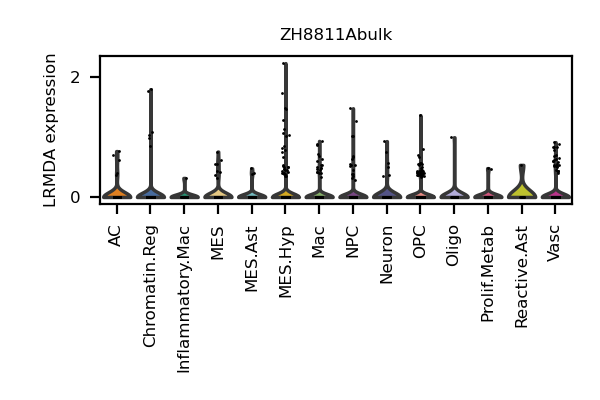 ZH8811Abulk
LRMDA expression
2
0
AC
Chromatin.Reg
Inflammatory.Mac
MES
MES.Ast
MES.Hyp
Mac
NPC
Neuron
OPC
Oligo
Prolif.Metab
Reactive.Ast
Vasc